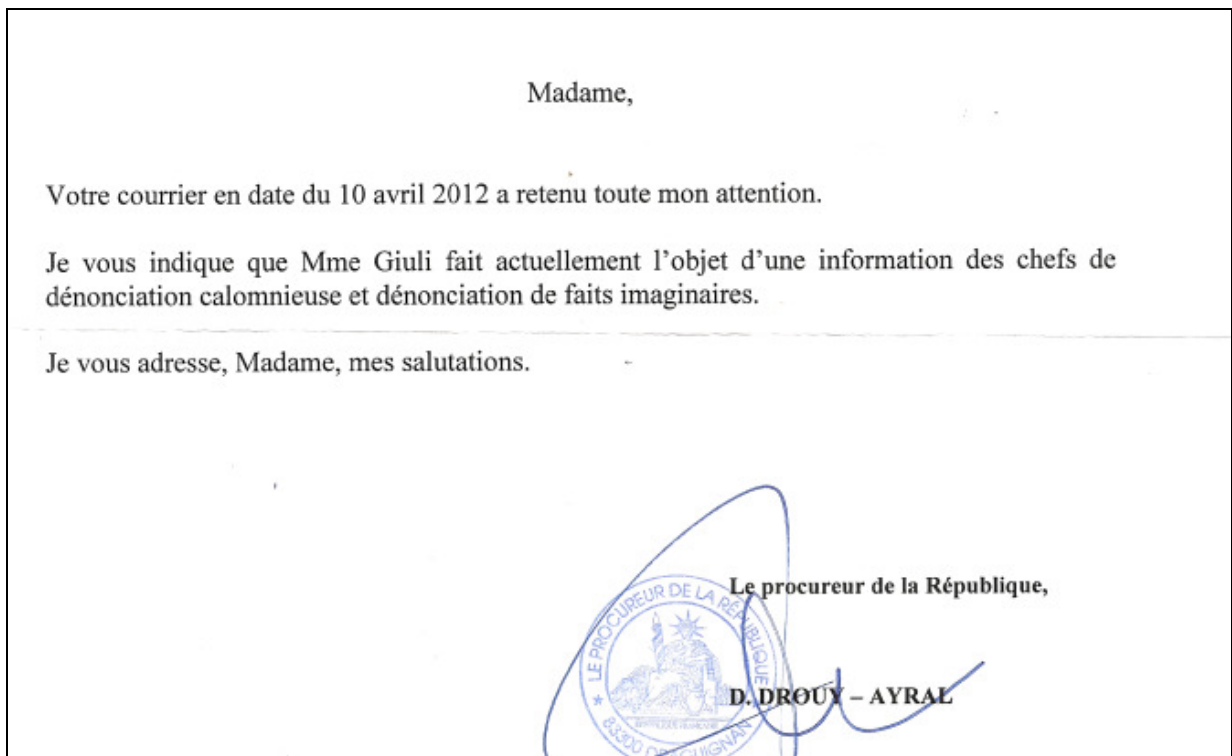 Madame,
Votre courrier en date du 10 avril 2012 a retenu toute mon attention.
Je vous indique que Mme Giuli fait actuellement l’objet d’une information des chefs de
dénonciation calomnieuse et dénonciation de faits imaginaires.
Je vous adresse, Madame, mes salutations.
Le procureur de la République,
LE PROCUREUR DE LA RÉPUBLIQUE
D. DROUY – AYRAL
83300 DRAGUIGNAN